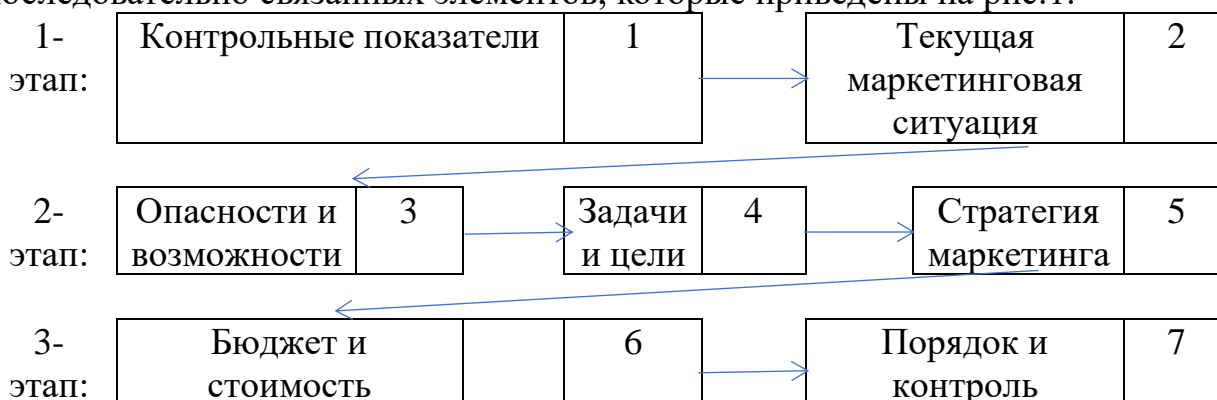 последовательно связанных элементов, которые приведены на рис.1.
1-
этап:
Контрольные показатели
1
Текущая
маркетинговая
ситуация
2
2-
этап:
Опасности и
возможности
3
Задачи
и цели
4
Стратегия
маркетинга
5
3-
этап:
Бюджет и
стоимость
6
Порядок и
контроль
7